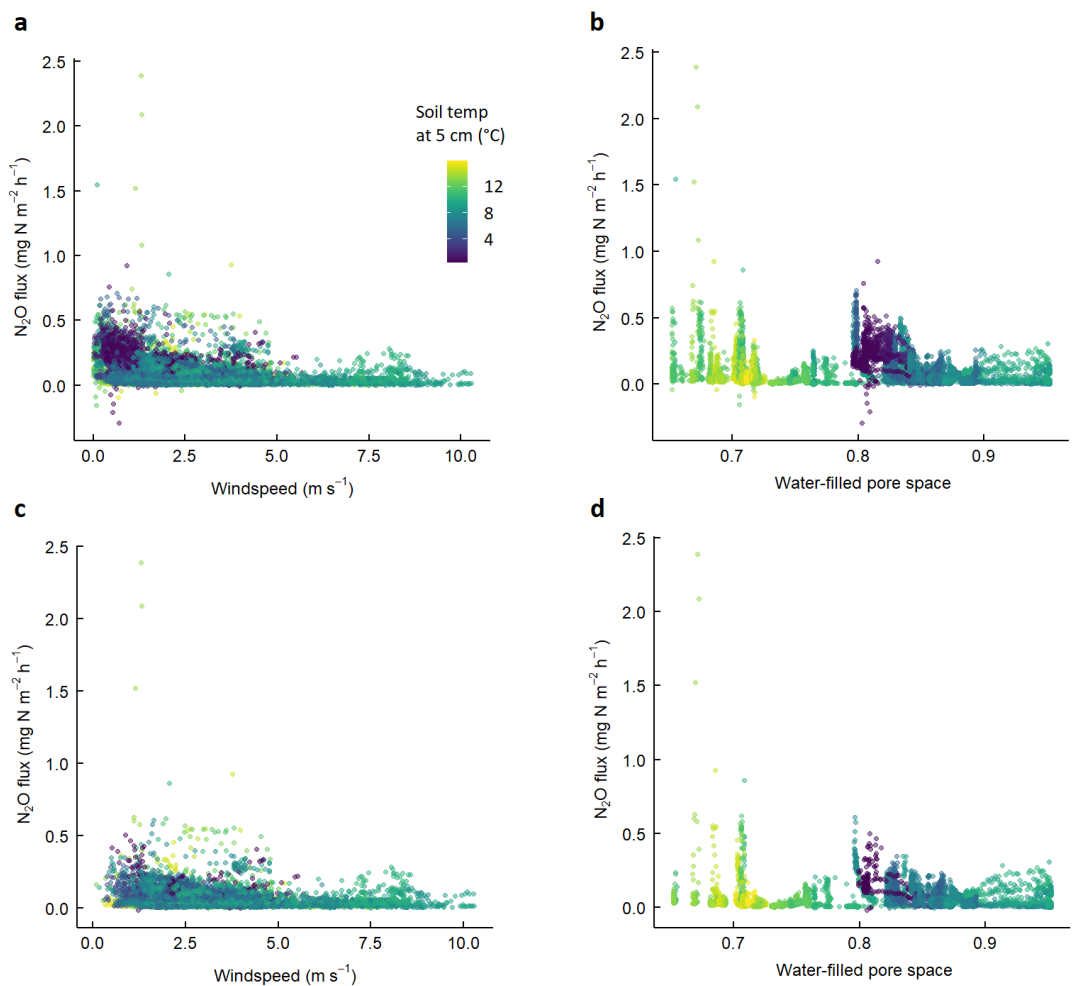 a
2.5
2.0
1.5
1.0
0.5
0.0
N₂O flux (mg N m⁻² h⁻¹)
0.0 2.5 5.0 7.5 10.0
Windspeed (m s⁻¹)
Soil temp
at 5 cm (°C)
12
8
4
b
2.5
2.0
1.5
1.0
0.5
0.0
N₂O flux (mg N m⁻² h⁻¹)
0.7 0.8 0.9
Water-filled pore space
c
2.5
2.0
1.5
1.0
0.5
0.0
N₂O flux (mg N m⁻² h⁻¹)
0.0 2.5 5.0 7.5 10.0
Windspeed (m s⁻¹)
d
2.5
2.0
1.5
1.0
0.5
0.0
N₂O flux (mg N m⁻² h⁻¹)
0.7 0.8 0.9
Water-filled pore space